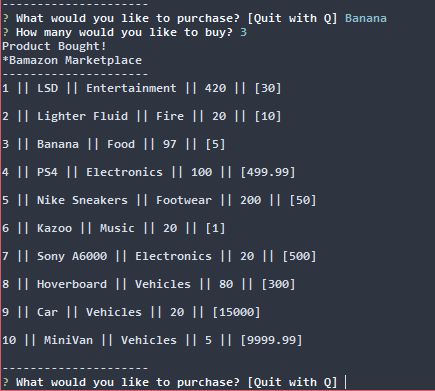 --------------------
? What would you like to purchase? [Quit with Q] Banana
? How many would you like to buy? 3
Product Bought!
*Bamazon Marketplace
--------------------
1 || LSD || Entertainment || 420 || [30]
2 || Lighter Fluid || Fire || 20 || [10]
3 || Banana || Food || 97 || [5]
4 || PS4 || Electronics || 100 || [499.99]
5 || Nike Sneakers || Footwear || 200 || [50]
6 || Kazoo || Music || 20 || [1]
7 || Sony A6000 || Electronics || 20 || [500]
8 || Hoverboard || Vehicles || 80 || [300]
9 || Car || Vehicles || 20 || [15000]
10 || MiniVan || Vehicles || 5 || [9999.99]
--------------------
? What would you like to purchase? [Quit with Q]